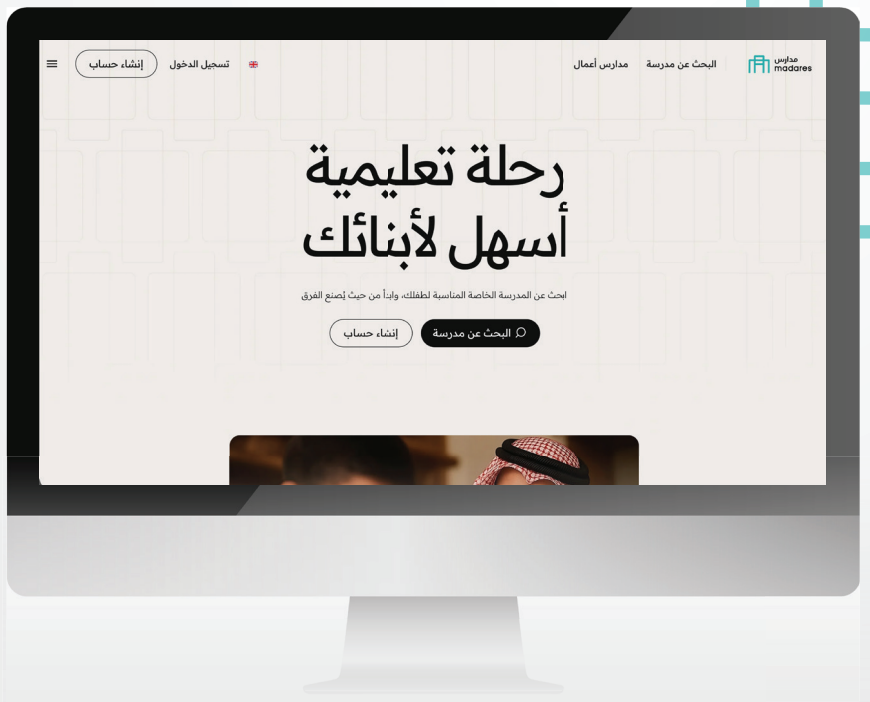 مدارس
madares
البحث عن مدرسة
مدارس أعمال
تسجيل الدخول
إنشاء حساب
رحلة تعليمية
أسهل لأبنائك
ابحث عن المدرسة الخاصة المناسبة لطفلك، وابدأ من حيث يُصنع الفرق
البحث عن مدرسة
إنشاء حساب